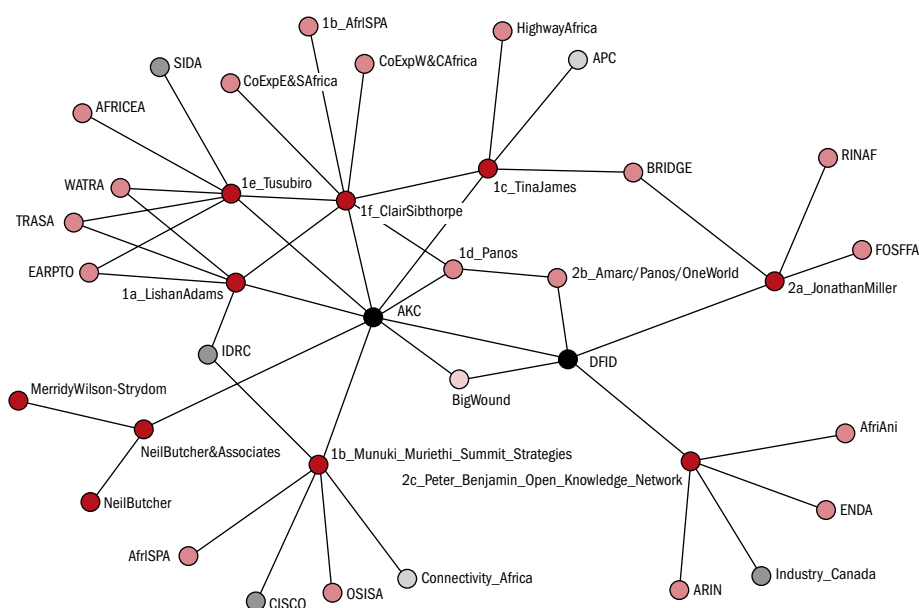 1b_AfrISPA
HighwayAfrica
SIDA
APC
CoExpE&SAfrica
CoExpW&CAfrica
AFRICEA
RINAF
BRIDGE
WATRA
1e_Tusubiro
1c_TinaJames
1f_ClairSibthorpe
TRASA
1d_Panos
FOSFFA
EARPTO
2b_Amarc/Panos/OneWorld
1a_LishanAdams
2a_JonathanMiller
AKC
IDRC
DFID
MerridyWilson-Strydom
BigWound
AfriAni
NeilButcher&Associates
1b_Munuki_Muriethi_Summit_Strategies
2c_Peter_Benjamin_Open_Knowledge_Network
NeilButcher
ENDA
AfrISPA
Connectivity_Africa
Industry_Canada
ARIN
OSISA
CISCO